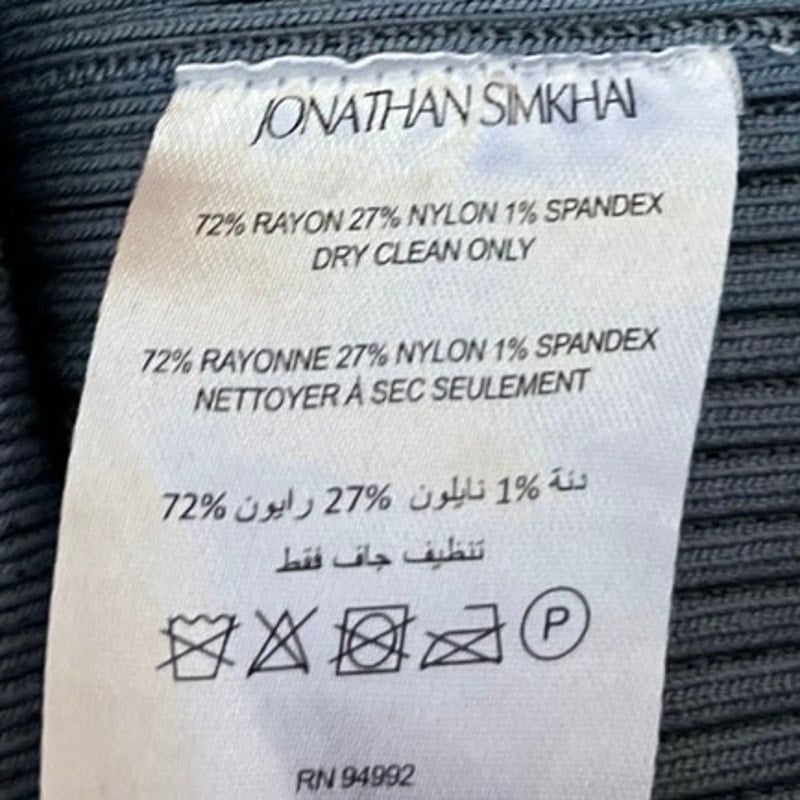 JONATHAN SIMKHAI
72% RAYON 27% NYLON 1% SPANDEX
DRY CLEAN ONLY
72% RAYONNE 27% NYLON 1% SPANDEX
NETTOYER À SEC SEULEMENT
72% رايون 27% نايلون 1% دنة
تنظيف جاف فقط
P
RN 94992